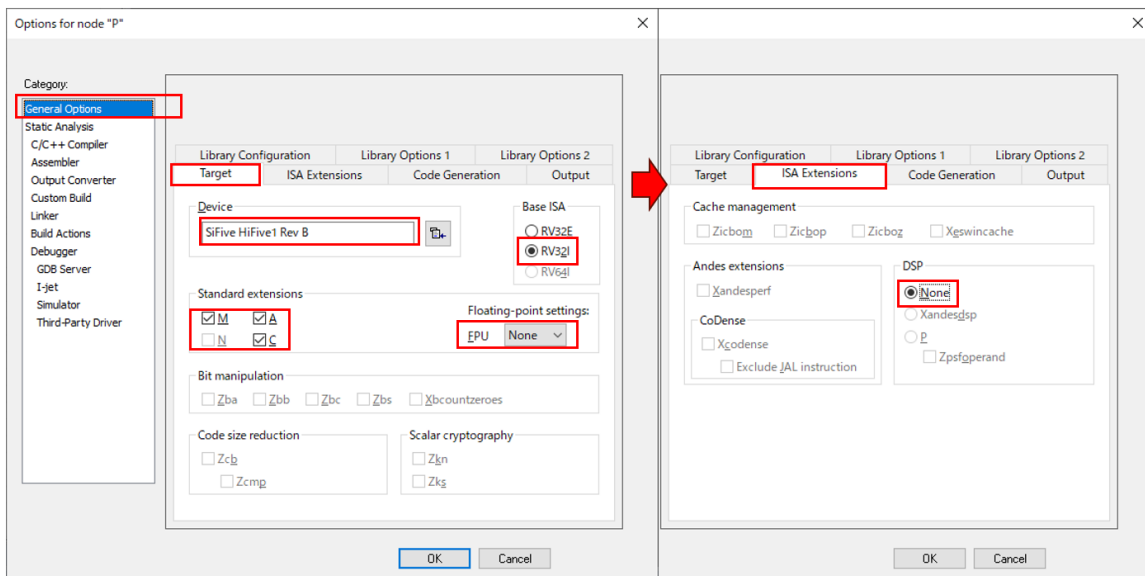 Options for node "P"
Category:
General Options
Static Analysis
C/C++ Compiler
Assembler
Output Converter
Custom Build
Linker
Build Actions
Debugger
GDB Server
I-jet
Simulator
Third-Party Driver
Library Configuration Library Options 1 Library Options 2
Target ISA Extensions Code Generation Output
Device
SiFive HiFive1 Rev B
Base ISA
RV32E
RV32I
RV64I
Standard extensions
M A
N C
Floating-point settings:
FPU None
Bit manipulation
Zba Zbb Zbc Zbs Xbcountzeroes
Code size reduction
Zcb
Zcmp
Scalar cryptography
Zkn
Zks
OK Cancel
Library Configuration Library Options 1 Library Options 2
Target ISA Extensions Code Generation Output
Cache management
Zicbom Zicbop Zicboz Xeswincache
Andes extensions
Xandesperf
CoDense
Xcodense
Exclude JAL instruction
DSP
None
Xandesdsp
P
Zpsfoperand
OK Cancel